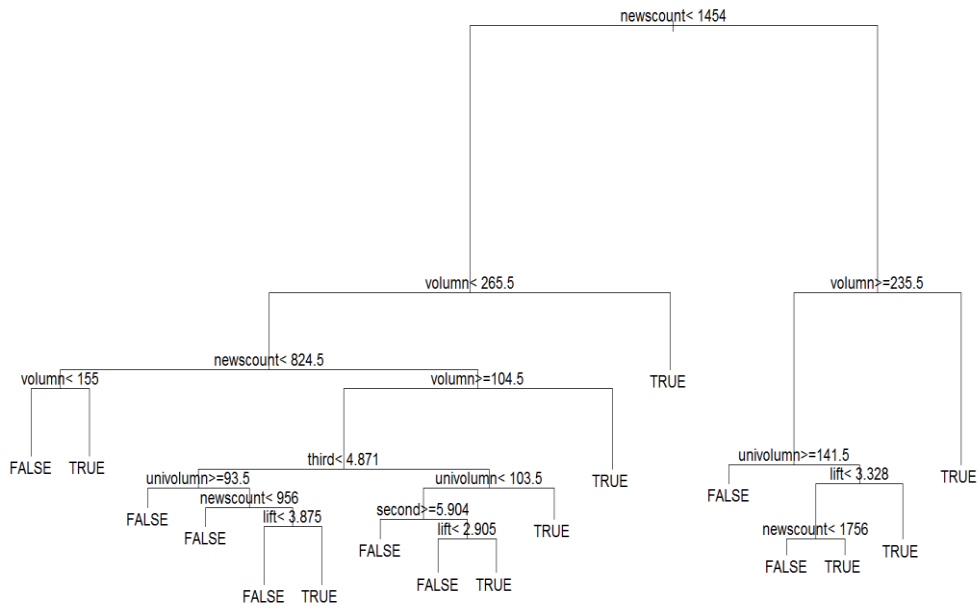 newscount< 1454
volumn< 265.5
volumn>=235.5
newscount< 824.5
volumn< 155
volumn>=104.5
TRUE
FALSE
TRUE
third< 4.871
TRUE
univolumn>=141.5
TRUE
univolumn>=93.5
univolumn< 103.5
lift< 3.328
FALSE
newscount< 956
FALSE
second>=5.904
TRUE
lift< 3.875
FALSE
FALSE
lift< 2.905
newscount< 1756
TRUE
FALSE
TRUE
FALSE
TRUE
FALSE
TRUE